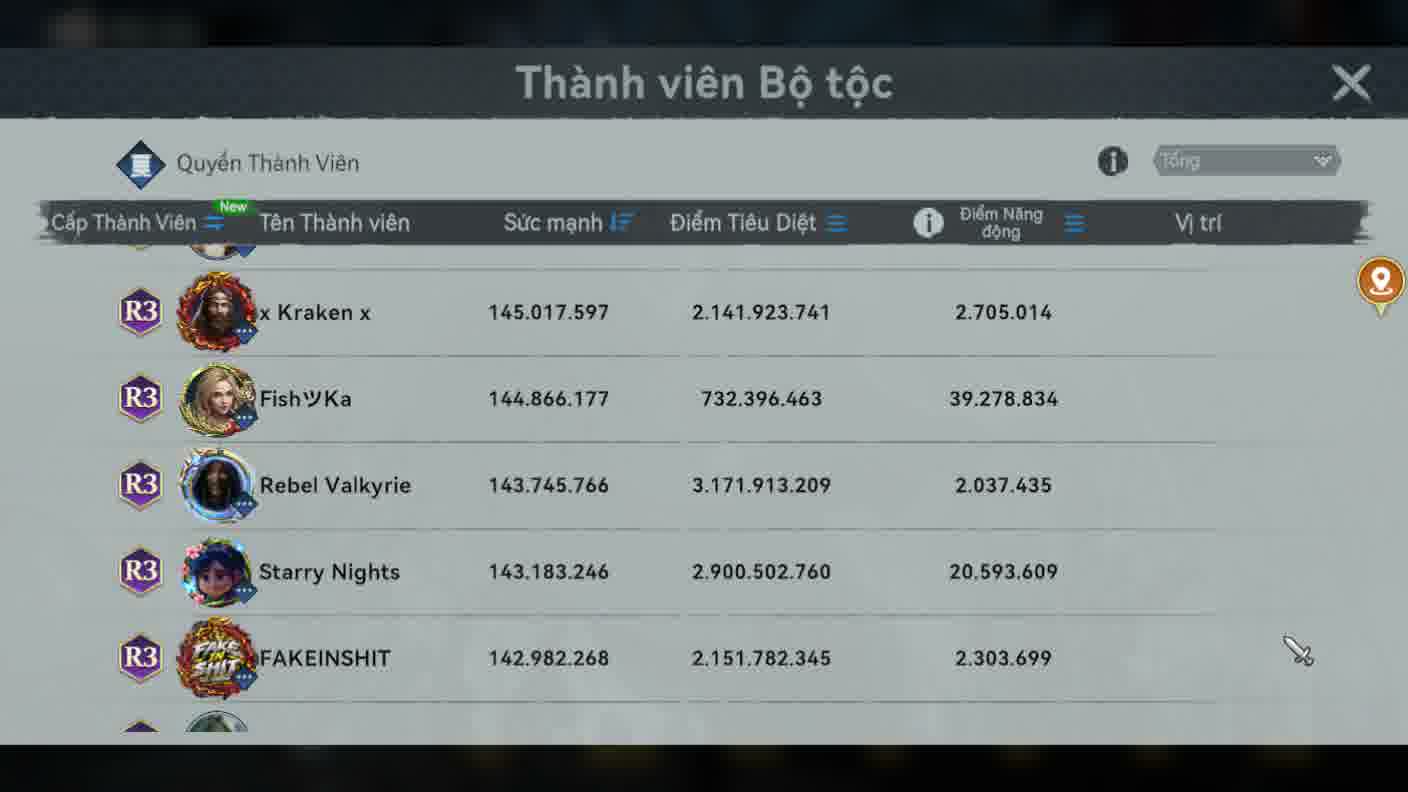 Thành viên Bộ tộc
Quyển Thành Viên
Tổng
New
Cấp Thành Viên Tên Thành viên Sức mạnh Điểm Tiêu Diệt Điểm Năng động Vị trí
R3 x Kraken x 145.017.597 2.141.923.741 2.705.014
R3 FishツKa 144.866.177 732.396.463 39.278.834
R3 Rebel Valkyrie 143.745.766 3.171.913.209 2.037.435
R3 Starry Nights 143.183.246 2.900.502.760 20.593.609
R3 FAKE IN SHIT FAKEINSHIT 142.982.268 2.151.782.345 2.303.699